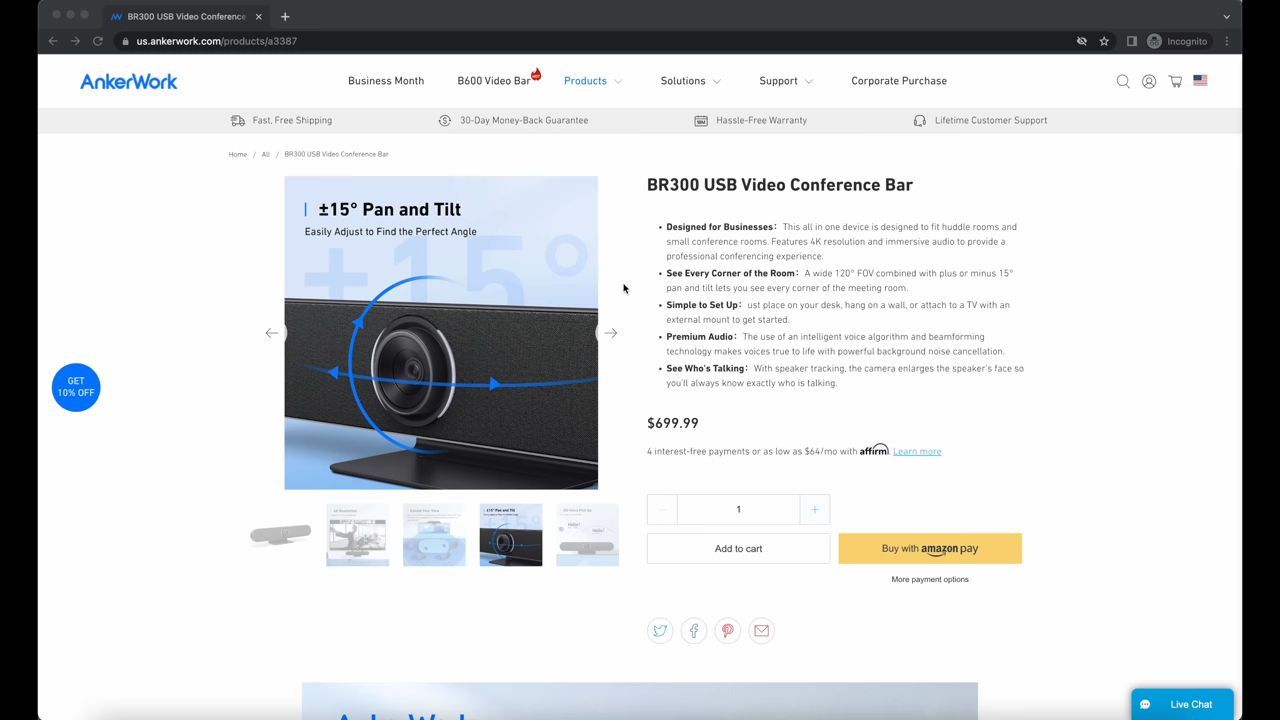 BR300 USB Video Conference
us.ankerwork.com/products/a3387
Incognito
AnkerWork
Business Month
B600 Video Bar
HOT
Products
Solutions
Support
Corporate Purchase
Fast, Free Shipping
30-Day Money-Back Guarantee
Hassle-Free Warranty
Lifetime Customer Support
Home / All / BR300 USB Video Conference Bar
±15° Pan and Tilt
Easily Adjust to Find the Perfect Angle
±15°
BR300 USB Video Conference Bar
• Designed for Businesses: This all in one device is designed to fit huddle rooms and
small conference rooms. Features 4K resolution and immersive audio to provide a
professional conferencing experience.
• See Every Corner of the Room: A wide 120° FOV combined with plus or minus 15°
pan and tilt lets you see every corner of the meeting room.
• Simple to Set Up: ust place on your desk, hang on a wall, or attach to a TV with an
external mount to get started.
• Premium Audio: The use of an intelligent voice algorithm and beamforming
technology makes voices true to life with powerful background noise cancellation.
• See Who's Talking: With speaker tracking, the camera enlarges the speaker's face so
you'll always know exactly who is talking.
GET
10% OFF
$699.99
4 interest-free payments or as low as $64/mo with affirm. Learn more
1
Add to cart
Buy with amazon pay
More payment options
±15° Pan and Tilt
Hello!
AnkerWork
Live Chat